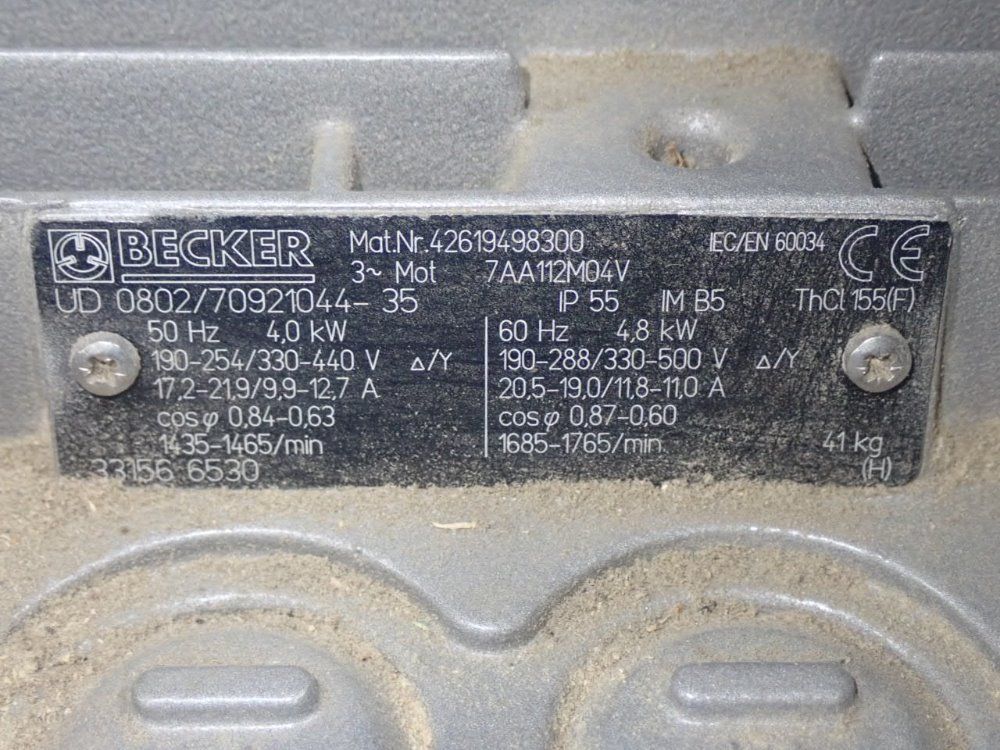 BECKER Mat.Nr.42619498300 IEC/EN 60034 CE
3~ Mot 7AA112M04V
UD 0802/70921044-35 IP 55 IM B5 ThCl 155(F)
50 Hz 4,0 kW 60 Hz 4,8 kW
190-254/330-440 V △/Y 190-288/330-500 V △/Y
17,2-21,9/9,9-12,7 A 20,5-19,0/11,8-11,0 A
cosφ 0,84-0,63 cosφ 0,87-0,60
1435-1465/min 1685-1765/min 41 kg
33156 6530 (H)